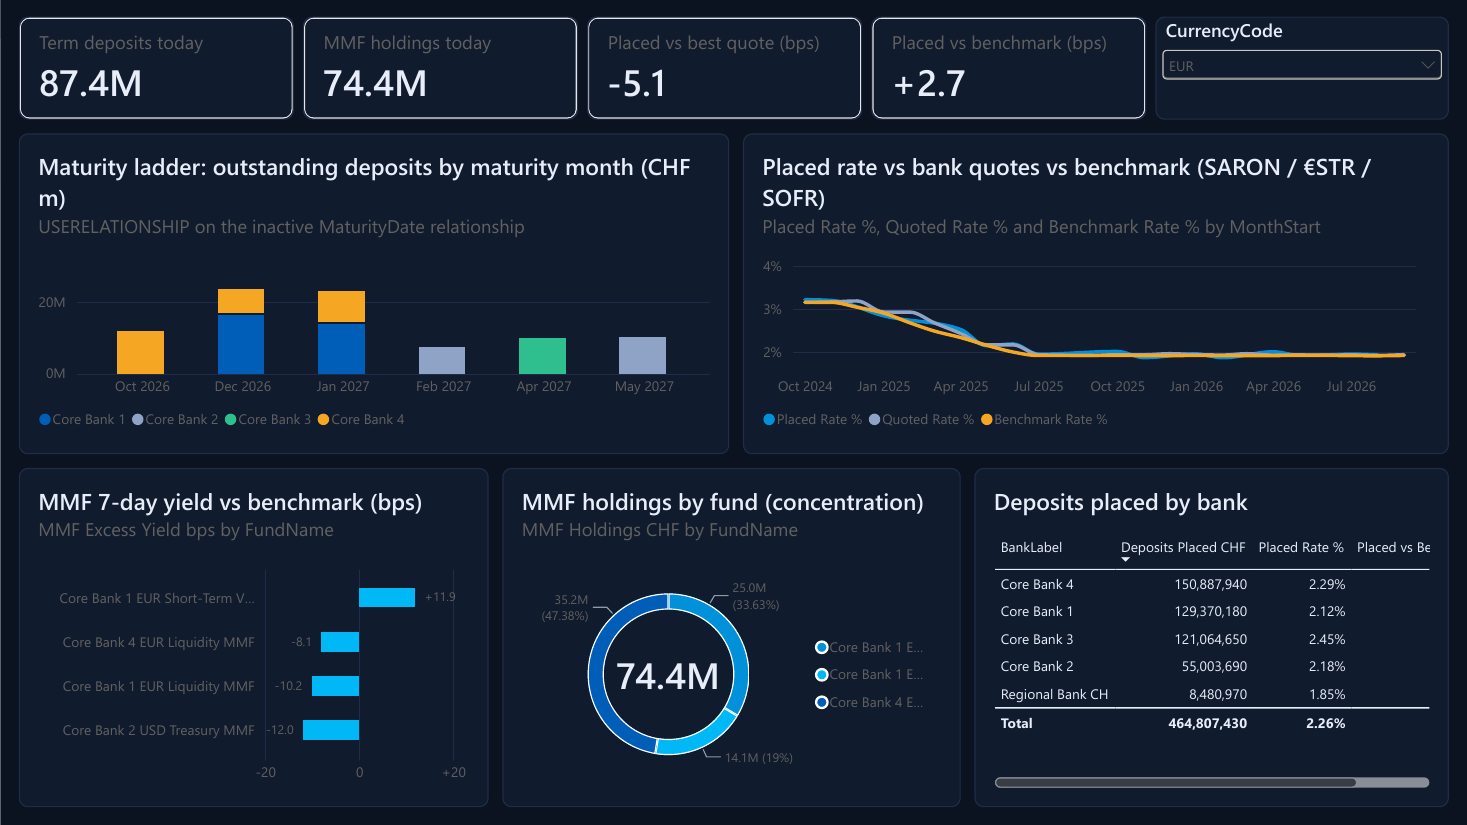 Term deposits today
87.4M
MMF holdings today
74.4M
Placed vs best quote (bps)
-5.1
Placed vs benchmark (bps)
+2.7
CurrencyCode
EUR
Maturity ladder: outstanding deposits by maturity month (CHF
m)
USERELATIONSHIP on the inactive MaturityDate relationship
20M
0M
Oct 2026
Dec 2026
Jan 2027
Feb 2027
Apr 2027
May 2027
Core Bank 1
Core Bank 2
Core Bank 3
Core Bank 4
Placed rate vs bank quotes vs benchmark (SARON / €STR /
SOFR)
Placed Rate %, Quoted Rate % and Benchmark Rate % by MonthStart
4%
3%
2%
Oct 2024
Jan 2025
Apr 2025
Jul 2025
Oct 2025
Jan 2026
Apr 2026
Jul 2026
Placed Rate %
Quoted Rate %
Benchmark Rate %
MMF 7-day yield vs benchmark (bps)
MMF Excess Yield bps by FundName
Core Bank 1 EUR Short-Term V...
+11.9
Core Bank 4 EUR Liquidity MMF
-8.1
Core Bank 1 EUR Liquidity MMF
-10.2
Core Bank 2 USD Treasury MMF
-12.0
-20
0
+20
MMF holdings by fund (concentration)
MMF Holdings CHF by FundName
35.2M
(47.38%)
25.0M
(33.63%)
74.4M
14.1M (19%)
Core Bank 1 E...
Core Bank 1 E...
Core Bank 4 E...
Deposits placed by bank
BankLabel Deposits Placed CHF Placed Rate % Placed vs Be
Core Bank 4 150,887,940 2.29%
Core Bank 1 129,370,180 2.12%
Core Bank 3 121,064,650 2.45%
Core Bank 2 55,003,690 2.18%
Regional Bank CH 8,480,970 1.85%
Total 464,807,430 2.26%